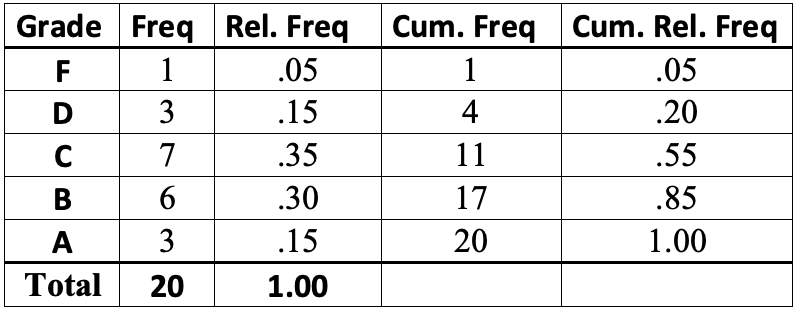 Grade Freq Rel. Freq Cum. Freq Cum. Rel. Freq
F 1 .05 1 .05
D 3 .15 4 .20
C 7 .35 11 .55
B 6 .30 17 .85
A 3 .15 20 1.00
Total 20 1.00